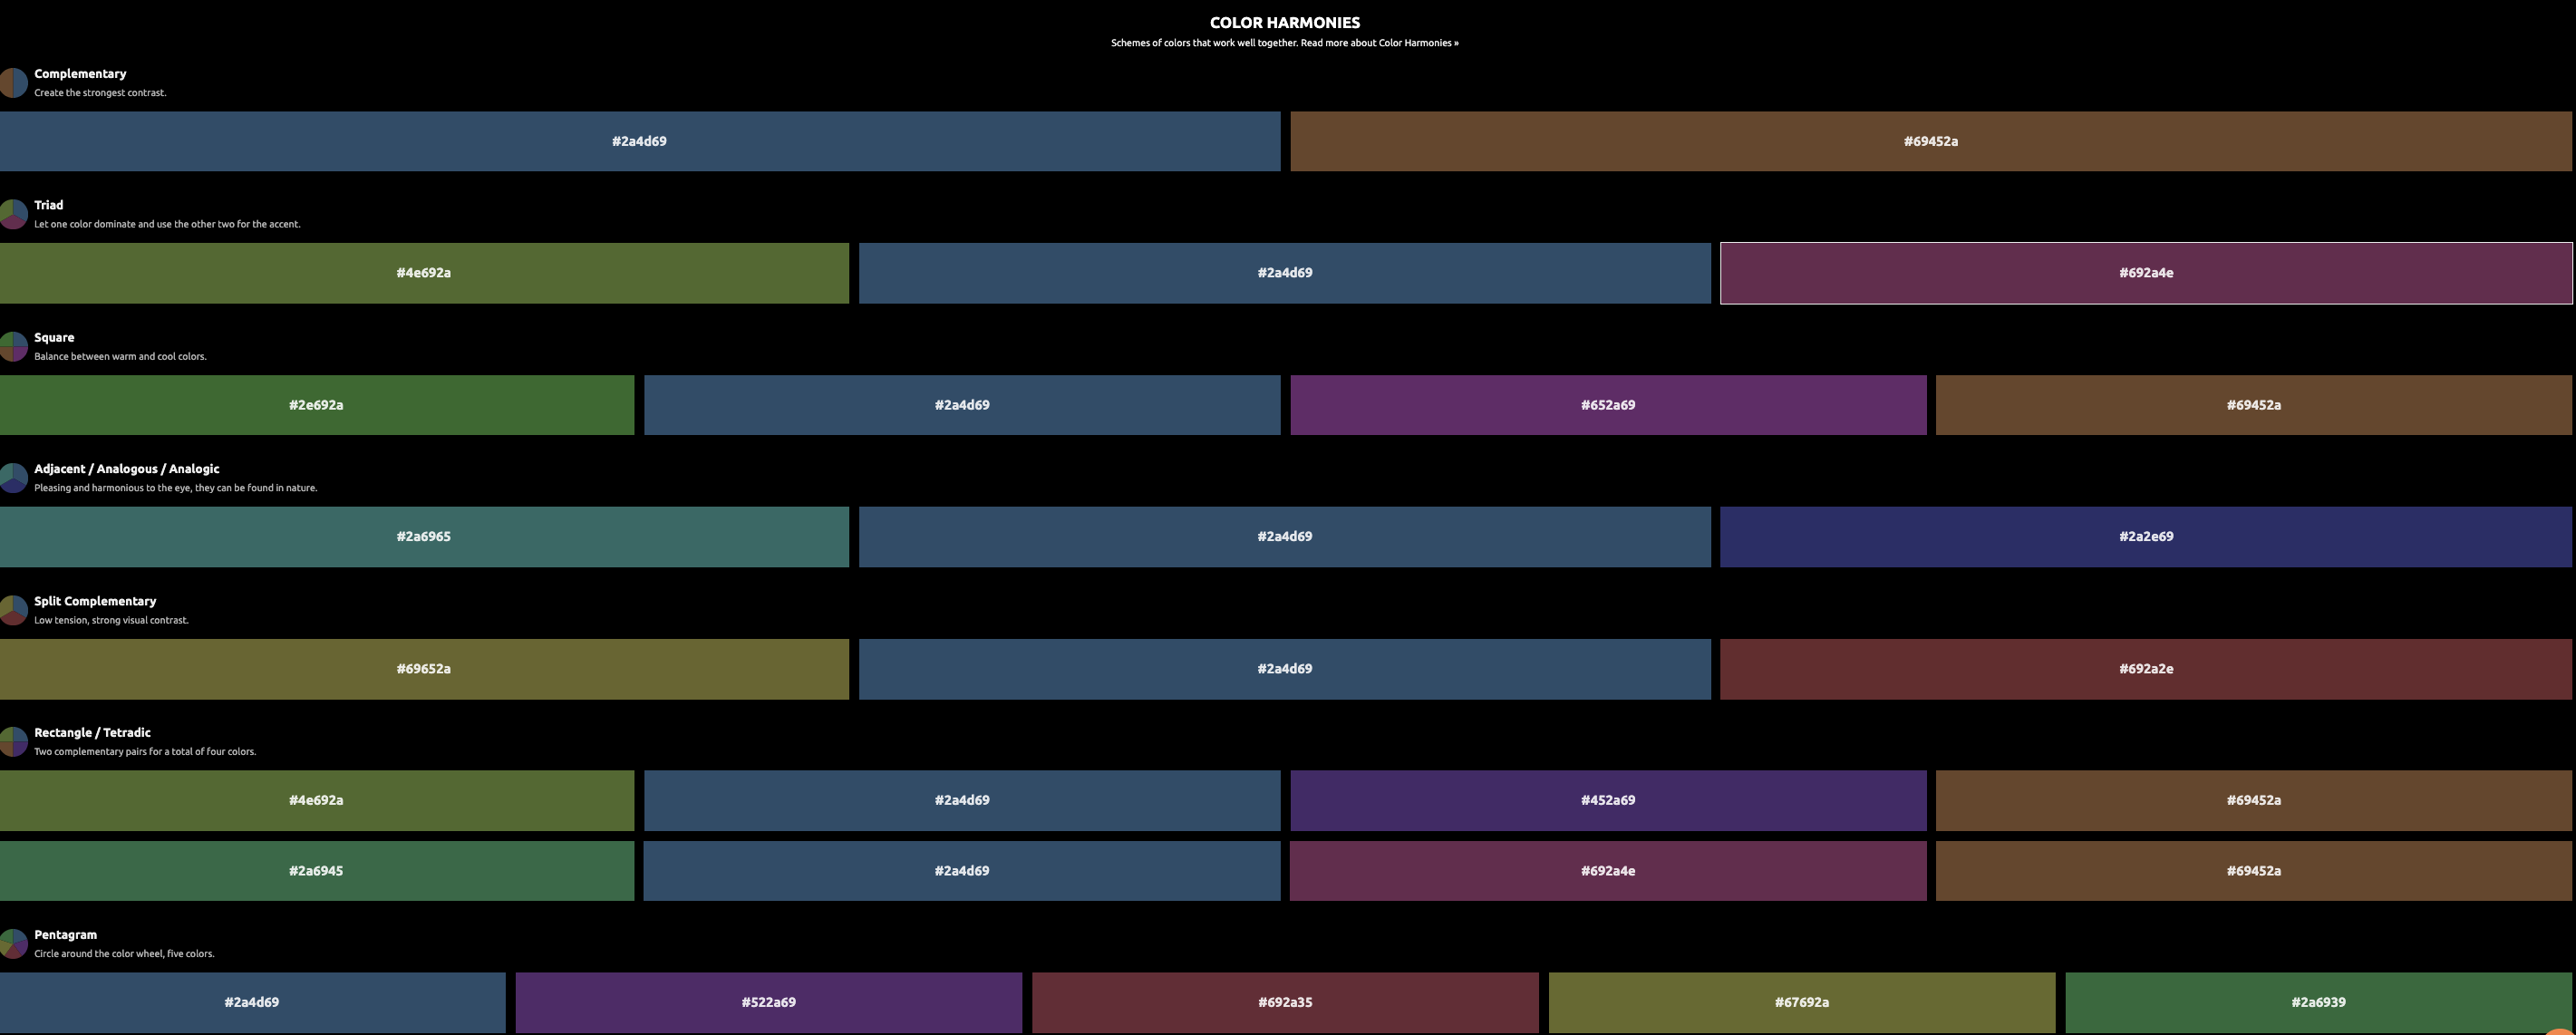 COLOR HARMONIES
Schemes of colors that work well together. Read more about Color Harmonies »
Complementary
Create the strongest contrast.
#2a4d69 #69452a
Triad
Let one color dominate and use the other two for the accent.
#4e692a #2a4d69 #692a4e
Square
Balance between warm and cool colors.
#2e692a #2a4d69 #652a69 #69452a
Adjacent / Analogous / Analogic
Pleasing and harmonious to the eye, they can be found in nature.
#2a6965 #2a4d69 #2a2e69
Split Complementary
Low tension, strong visual contrast.
#69652a #2a4d69 #692a2e
Rectangle / Tetradic
Two complementary pairs for a total of four colors.
#4e692a #2a4d69 #452a69 #69452a
#2a6945 #2a4d69 #692a4e #69452a
Pentagram
Circle around the color wheel, five colors.
#2a4d69 #522a69 #692a35 #67692a #2a6939